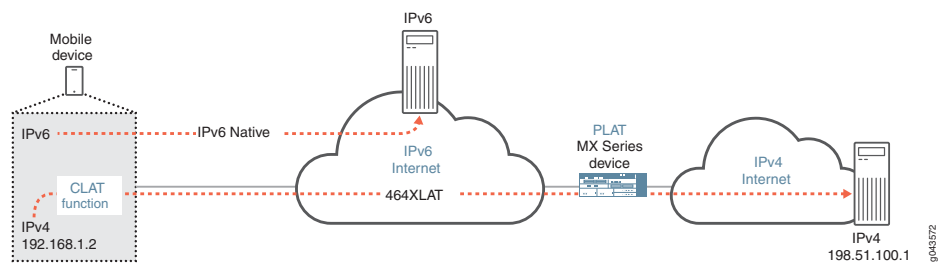 IPv6
Mobile
device
IPv6
IPv6 Native
PLAT
MX Series
device
IPv6
Internet
IPv4
Internet
CLAT
function
464XLAT
IPv4
192.168.1.2
IPv4
198.51.100.1
g043572